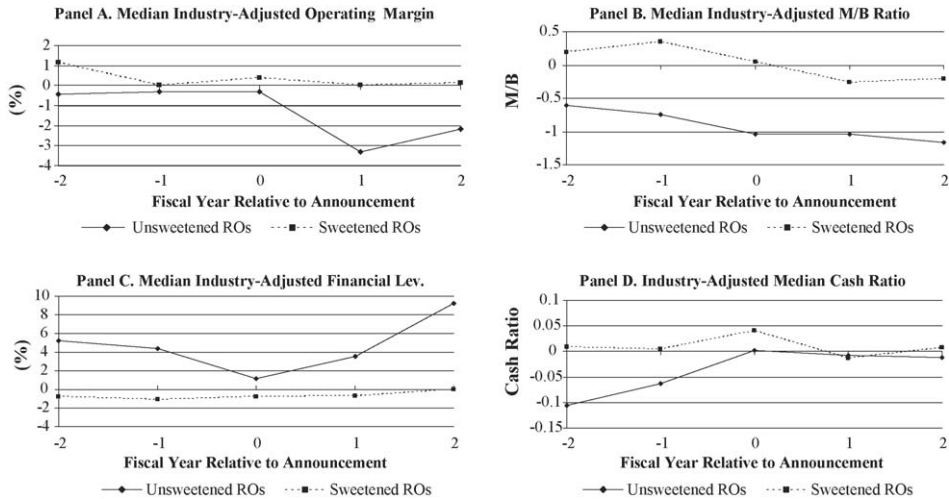 Panel A. Median Industry-Adjusted Operating Margin
2
1
0
-1
-2
-3
-4
(%)
-2 -1 0 1 2
Fiscal Year Relative to Announcement
Unsweetened ROs Sweetened ROs
Panel B. Median Industry-Adjusted M/B Ratio
0.5
0
-0.5
-1
-1.5
M/B
-2 -1 0 1 2
Fiscal Year Relative to Announcement
Unsweetened ROs Sweetened ROs
Panel C. Median Industry-Adjusted Financial Lev.
10
8
6
4
2
0
-2
-4
(%)
-2 -1 0 1 2
Fiscal Year Relative to Announcement
Unsweetened ROs Sweetened ROs
Panel D. Industry-Adjusted Median Cash Ratio
0.1
0.05
0
-0.05
-0.1
-0.15
Cash Ratio
-2 -1 0 1 2
Fiscal Year Relative to Announcement
Unsweetened ROs Sweetened ROs